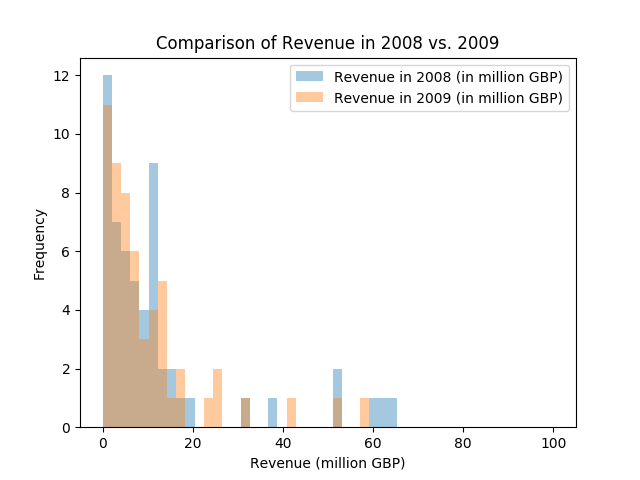 Comparison of Revenue in 2008 vs. 2009
Revenue in 2008 (in million GBP)
Revenue in 2009 (in million GBP)
12
10
8
6
4
2
0
Frequency
0 20 40 60 80 100
Revenue (million GBP)